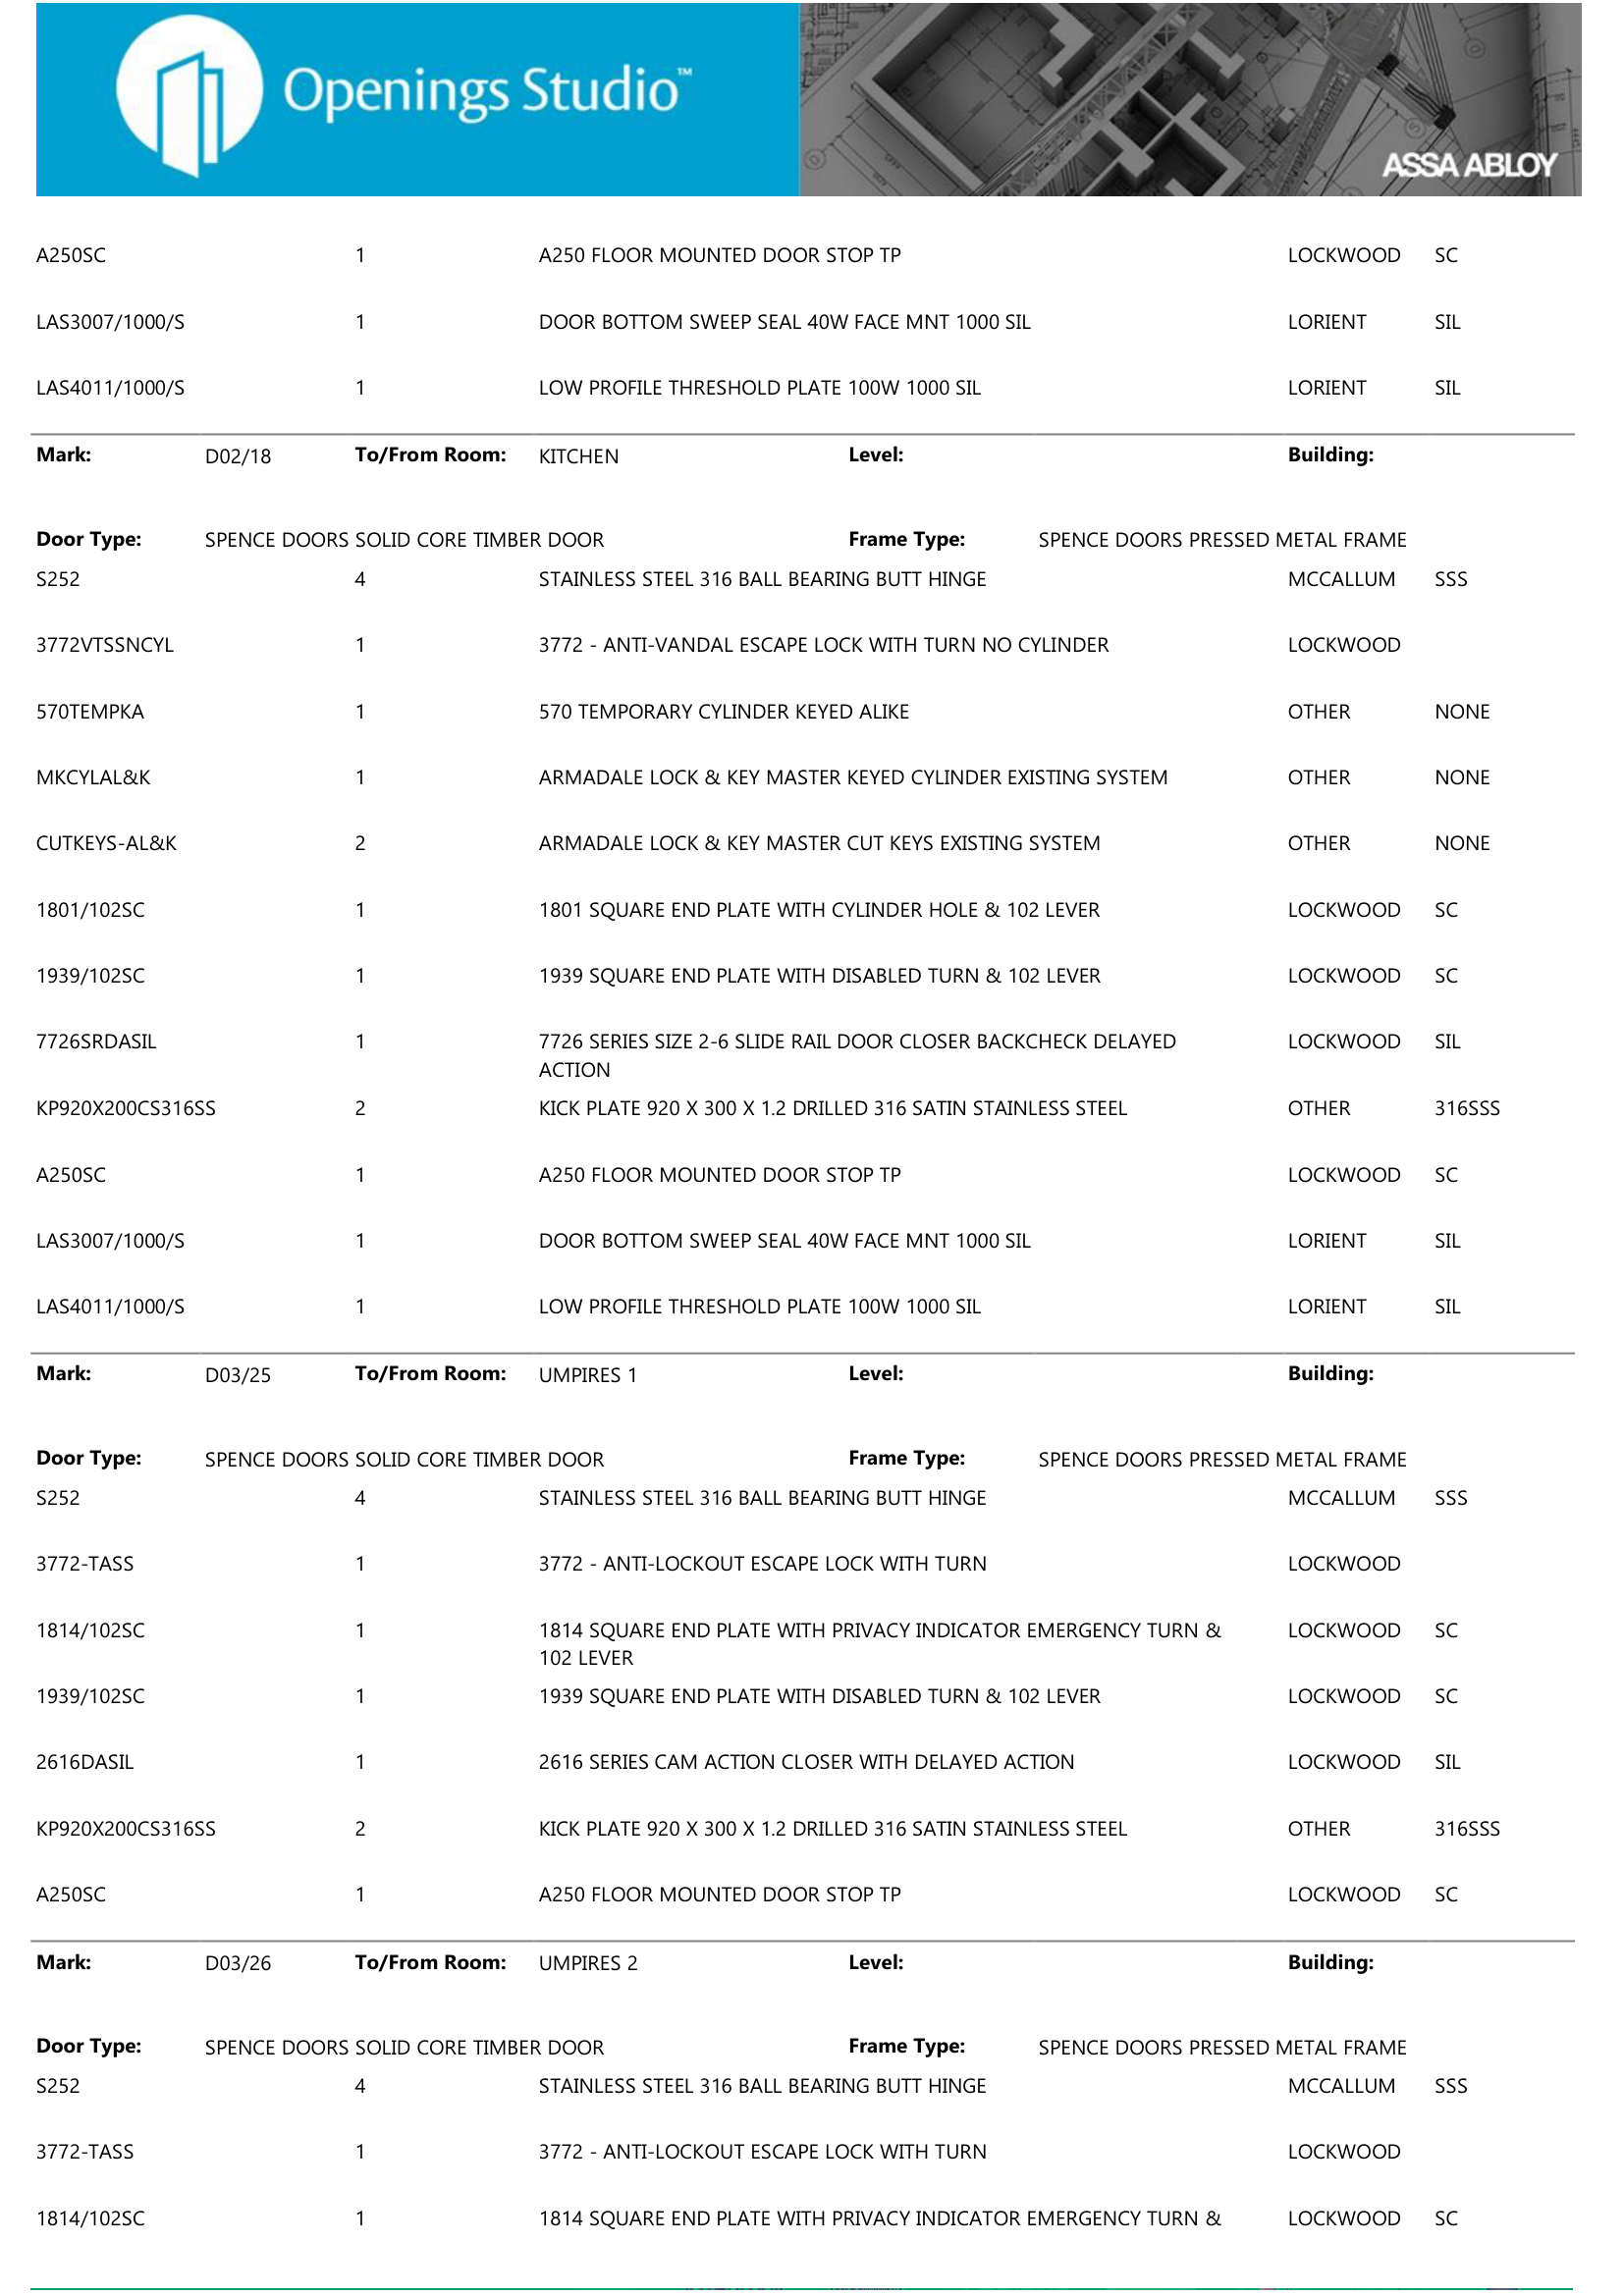 Openings Studio™
ASSA ABLOY
A250SC 1 A250 FLOOR MOUNTED DOOR STOP TP LOCKWOOD SC
LAS3007/1000/S 1 DOOR BOTTOM SWEEP SEAL 40W FACE MNT 1000 SIL LORIENT SIL
LAS4011/1000/S 1 LOW PROFILE THRESHOLD PLATE 100W 1000 SIL LORIENT SIL
Mark: D02/18 To/From Room: KITCHEN Level: Building:
Door Type: SPENCE DOORS SOLID CORE TIMBER DOOR Frame Type: SPENCE DOORS PRESSED METAL FRAME
S252 4 STAINLESS STEEL 316 BALL BEARING BUTT HINGE MCCALLUM SSS
3772VTSSNCYL 1 3772 - ANTI-VANDAL ESCAPE LOCK WITH TURN NO CYLINDER LOCKWOOD
570TEMPKA 1 570 TEMPORARY CYLINDER KEYED ALIKE OTHER NONE
MKCYLAL&K 1 ARMADALE LOCK & KEY MASTER KEYED CYLINDER EXISTING SYSTEM OTHER NONE
CUTKEYS-AL&K 2 ARMADALE LOCK & KEY MASTER CUT KEYS EXISTING SYSTEM OTHER NONE
1801/102SC 1 1801 SQUARE END PLATE WITH CYLINDER HOLE & 102 LEVER LOCKWOOD SC
1939/102SC 1 1939 SQUARE END PLATE WITH DISABLED TURN & 102 LEVER LOCKWOOD SC
7726SRDASIL 1 7726 SERIES SIZE 2-6 SLIDE RAIL DOOR CLOSER BACKCHECK DELAYED LOCKWOOD SIL
ACTION
KP920X200CS316SS 2 KICK PLATE 920 X 300 X 1.2 DRILLED 316 SATIN STAINLESS STEEL OTHER 316SSS
A250SC 1 A250 FLOOR MOUNTED DOOR STOP TP LOCKWOOD SC
LAS3007/1000/S 1 DOOR BOTTOM SWEEP SEAL 40W FACE MNT 1000 SIL LORIENT SIL
LAS4011/1000/S 1 LOW PROFILE THRESHOLD PLATE 100W 1000 SIL LORIENT SIL
Mark: D03/25 To/From Room: UMPIRES 1 Level: Building:
Door Type: SPENCE DOORS SOLID CORE TIMBER DOOR Frame Type: SPENCE DOORS PRESSED METAL FRAME
S252 4 STAINLESS STEEL 316 BALL BEARING BUTT HINGE MCCALLUM SSS
3772-TASS 1 3772 - ANTI-LOCKOUT ESCAPE LOCK WITH TURN LOCKWOOD
1814/102SC 1 1814 SQUARE END PLATE WITH PRIVACY INDICATOR EMERGENCY TURN & LOCKWOOD SC
102 LEVER
1939/102SC 1 1939 SQUARE END PLATE WITH DISABLED TURN & 102 LEVER LOCKWOOD SC
2616DASIL 1 2616 SERIES CAM ACTION CLOSER WITH DELAYED ACTION LOCKWOOD SIL
KP920X200CS316SS 2 KICK PLATE 920 X 300 X 1.2 DRILLED 316 SATIN STAINLESS STEEL OTHER 316SSS
A250SC 1 A250 FLOOR MOUNTED DOOR STOP TP LOCKWOOD SC
Mark: D03/26 To/From Room: UMPIRES 2 Level: Building:
Door Type: SPENCE DOORS SOLID CORE TIMBER DOOR Frame Type: SPENCE DOORS PRESSED METAL FRAME
S252 4 STAINLESS STEEL 316 BALL BEARING BUTT HINGE MCCALLUM SSS
3772-TASS 1 3772 - ANTI-LOCKOUT ESCAPE LOCK WITH TURN LOCKWOOD
1814/102SC 1 1814 SQUARE END PLATE WITH PRIVACY INDICATOR EMERGENCY TURN & LOCKWOOD SC